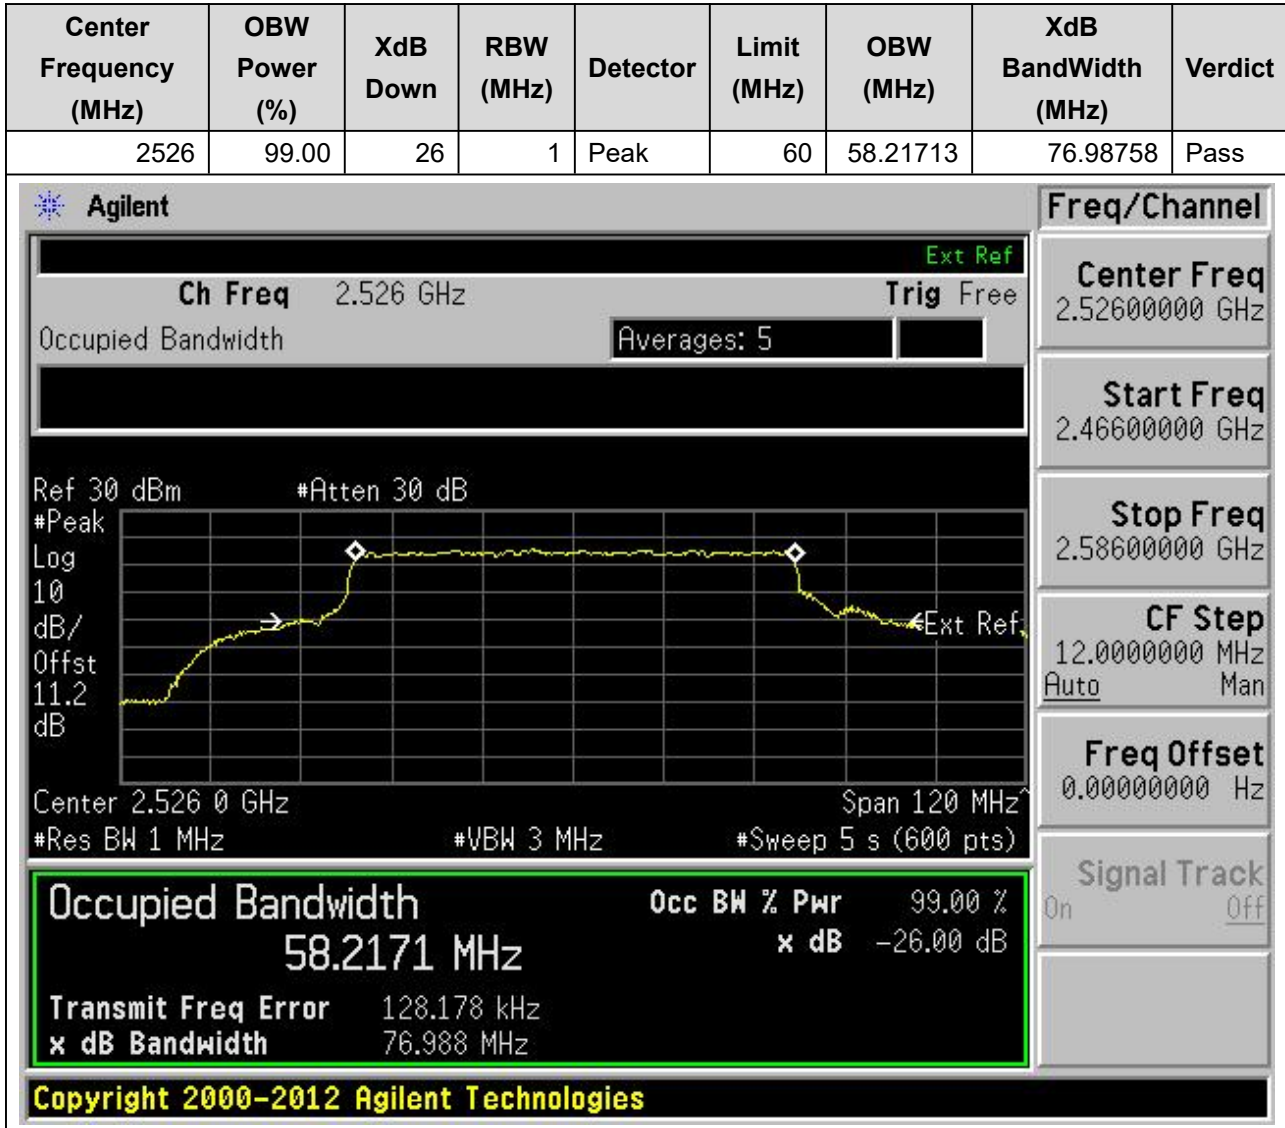 Center Frequency (MHz) OBW Power (%) XdB Down RBW (MHz) Detector Limit (MHz) OBW (MHz) XdB BandWidth (MHz) Verdict
2526 99.00 26 1 Peak 60 58.21713 76.98758 Pass
Agilent
Freq/Channel
Ext Ref
Ch Freq 2.526 GHz Trig Free
Occupied Bandwidth Averages: 5
Ref 30 dBm #Atten 30 dB
#Peak
Log
10
dB/
Offst
11.2
dB
Ext Ref
Center 2.526 0 GHz Span 120 MHz^
#Res BW 1 MHz #VBW 3 MHz #Sweep 5 s (600 pts)
Occupied Bandwidth Occ BW % Pwr 99.00 %
58.2171 MHz x dB -26.00 dB
Transmit Freq Error 128.178 kHz
x dB Bandwidth 76.988 MHz
Center Freq
2.52600000 GHz
Start Freq
2.46600000 GHz
Stop Freq
2.58600000 GHz
CF Step
12.0000000 MHz
Auto Man
Freq Offset
0.00000000 Hz
Signal Track
On Off
Copyright 2000-2012 Agilent Technologies